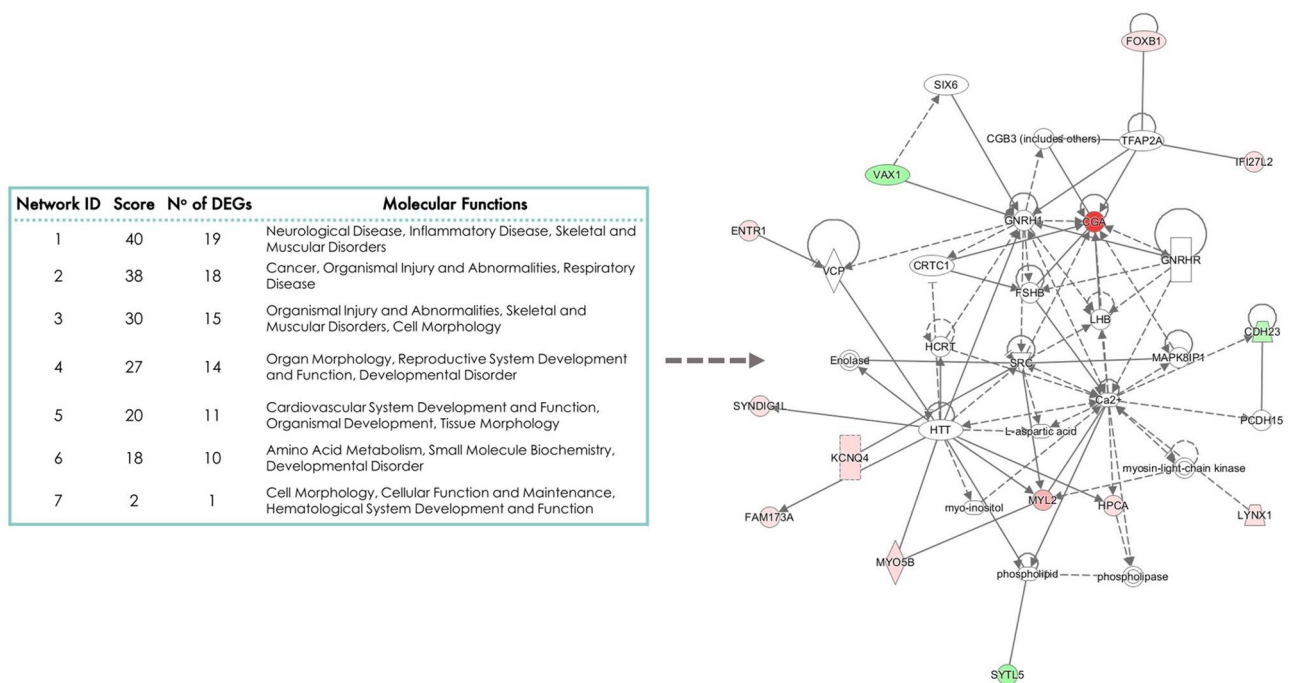 Network ID Score Nº of DEGs Molecular Functions
1 40 19 Neurological Disease, Inflammatory Disease, Skeletal and
Muscular Disorders
2 38 18 Cancer, Organismal Injury and Abnormalities, Respiratory
Disease
3 30 15 Organismal Injury and Abnormalities, Skeletal and
Muscular Disorders, Cell Morphology
4 27 14 Organ Morphology, Reproductive System Development
and Function, Developmental Disorder
5 20 11 Cardiovascular System Development and Function,
Organismal Development, Tissue Morphology
6 18 10 Amino Acid Metabolism, Small Molecule Biochemistry,
Developmental Disorder
7 2 1 Cell Morphology, Cellular Function and Maintenance,
Hematological System Development and Function
FOXB1
SIX6
CGB3 (includes others)
TFAP2A
IFI27L2
VAX1
GNRH1
CGA
ENTR1
VCP
CRTC1
GNRHR
FSHB
LHB
CDH23
HCRT
Enolase
SRC
MAPK8IP1
Ca2+
SYNDIG1L
PCDH15
HTT
L-aspartic acid
KCNQ4
myosin-light-chain kinase
MYL2
HPCA
myo-inositol
FAM173A
LYNX1
MYO5B
phospholipid
phospholipase
SYTL5